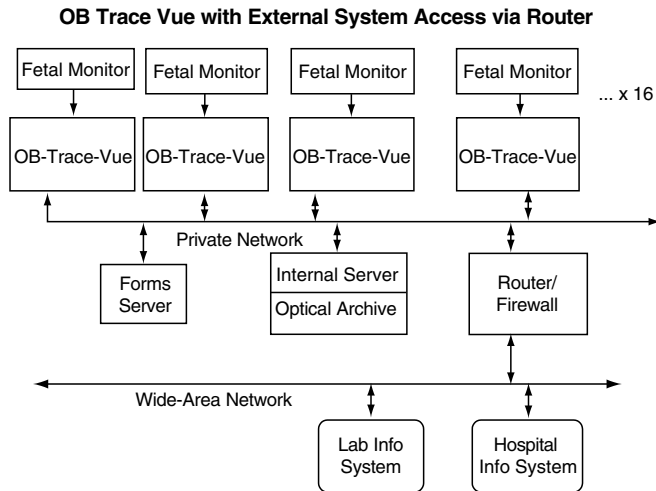 OB Trace Vue with External System Access via Router
Fetal Monitor
Fetal Monitor
Fetal Monitor
Fetal Monitor
... x 16
OB-Trace-Vue
OB-Trace-Vue
OB-Trace-Vue
OB-Trace-Vue
Private Network
Forms
Server
Internal Server
Optical Archive
Router/
Firewall
Wide-Area Network
Lab Info
System
Hospital
Info System